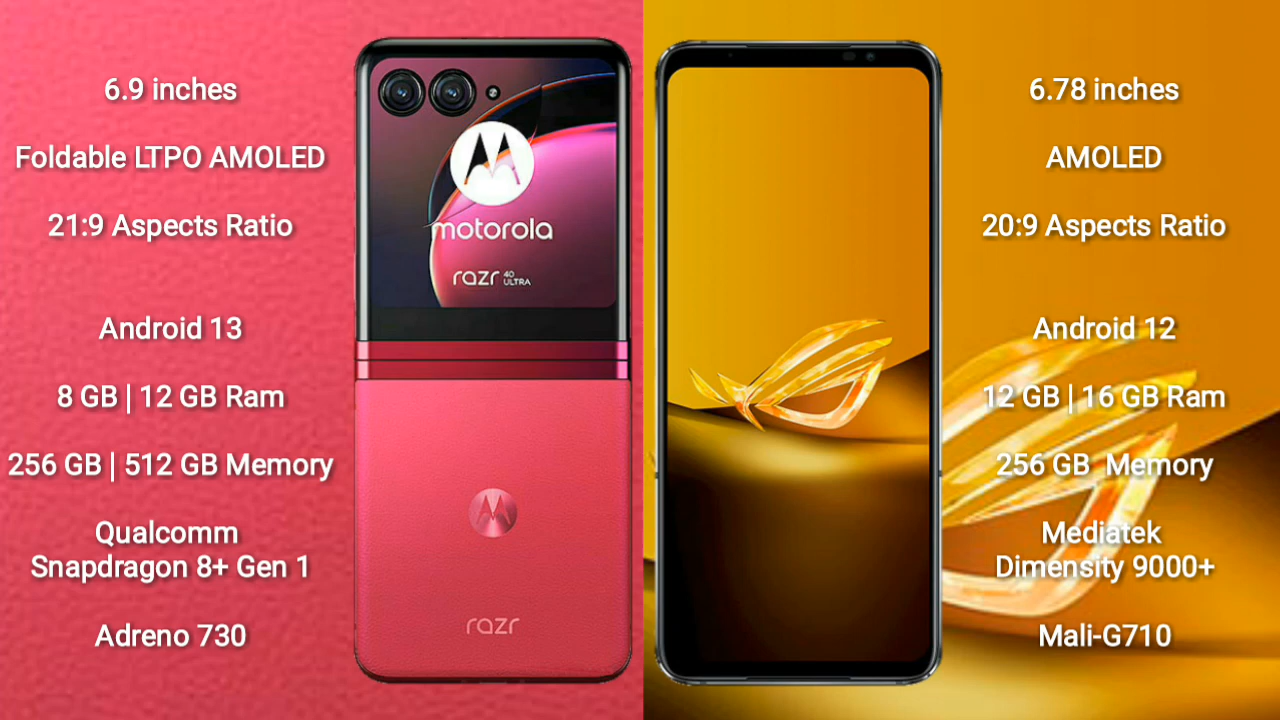 6.9 inches
Foldable LTPO AMOLED
21:9 Aspects Ratio
Android 13
8 GB | 12 GB Ram
256 GB | 512 GB Memory
Qualcomm
Snapdragon 8+ Gen 1
Adreno 730
motorola
razr 40 ULTRA
razr
6.78 inches
AMOLED
20:9 Aspects Ratio
Android 12
12 GB | 16 GB Ram
256 GB Memory
Mediatek
Dimensity 9000+
Mali-G710